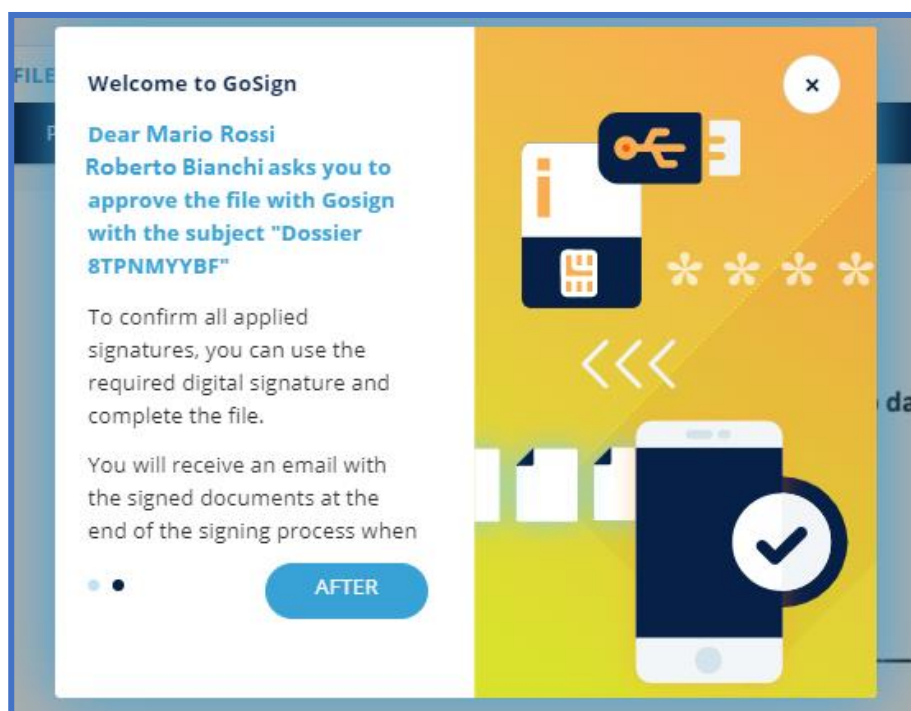 FILE
Welcome to GoSign
Dear Mario Rossi
Roberto Bianchi asks you to
approve the file with Gosign
with the subject "Dossier
8TPNMYYBF"
To confirm all applied
signatures, you can use the
required digital signature and
complete the file.
You will receive an email with
the signed documents at the
end of the signing process when
AFTER
da